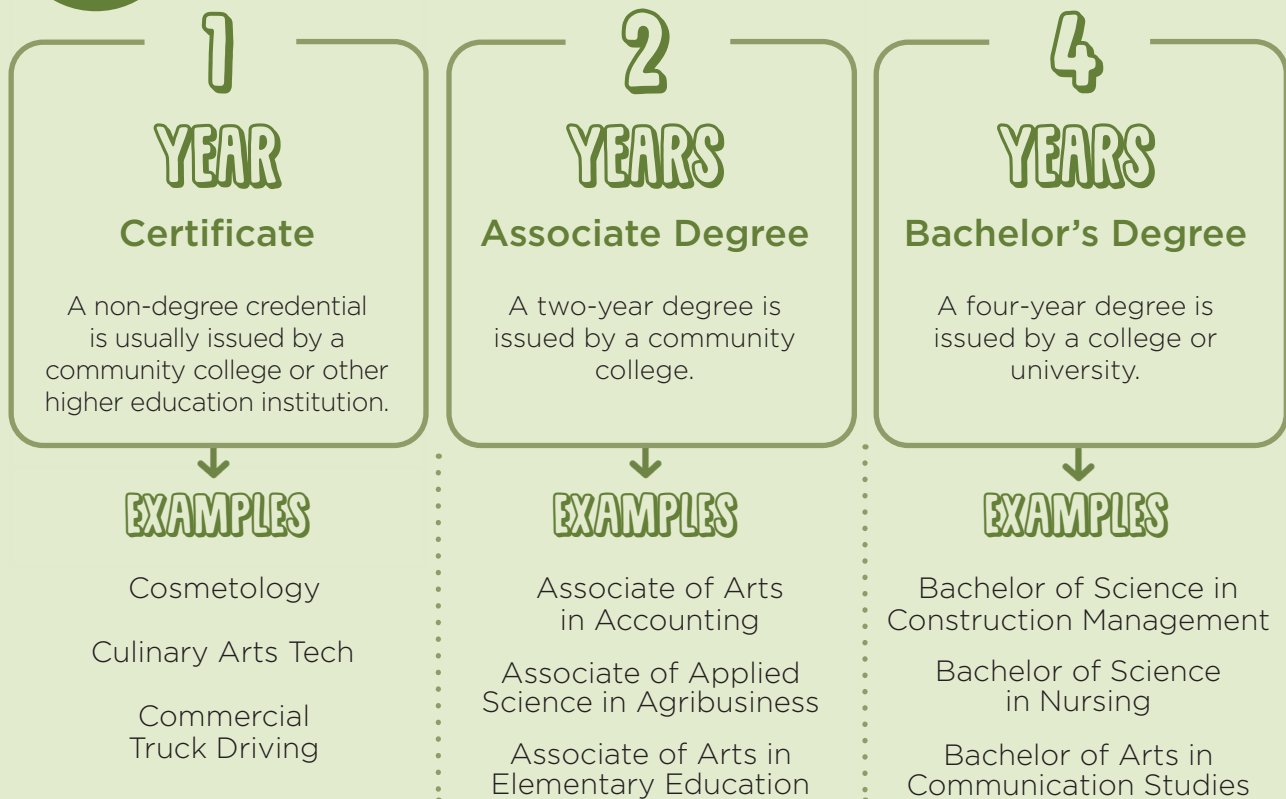 1
YEAR
Certificate
A non-degree credential
is usually issued by a
community college or other
higher education institution.
EXAMPLES
Cosmetology
Culinary Arts Tech
Commercial
Truck Driving
2
YEARS
Associate Degree
A two-year degree is
issued by a community
college.
EXAMPLES
Associate of Arts
in Accounting
Associate of Applied
Science in Agribusiness
Associate of Arts in
Elementary Education
4
YEARS
Bachelor’s Degree
A four-year degree is
issued by a college or
university.
EXAMPLES
Bachelor of Science in
Construction Management
Bachelor of Science
in Nursing
Bachelor of Arts in
Communication Studies